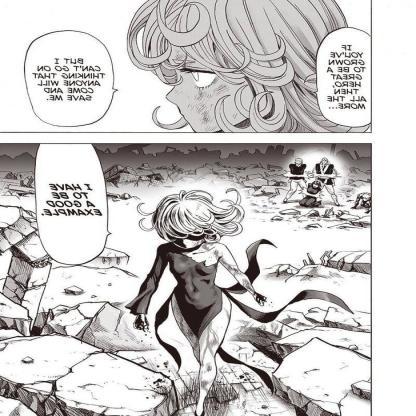 IF
YOU'VE
GROWN
TO BE A
GREAT
HERO,
THEN
ALL THE
MORE...
BUT I
CAN'T GO ON
THINKING THAT
ANYONE WILL
COME AND
SAVE ME.
I HAVE
TO BE
A GOOD
EXAMPLE.